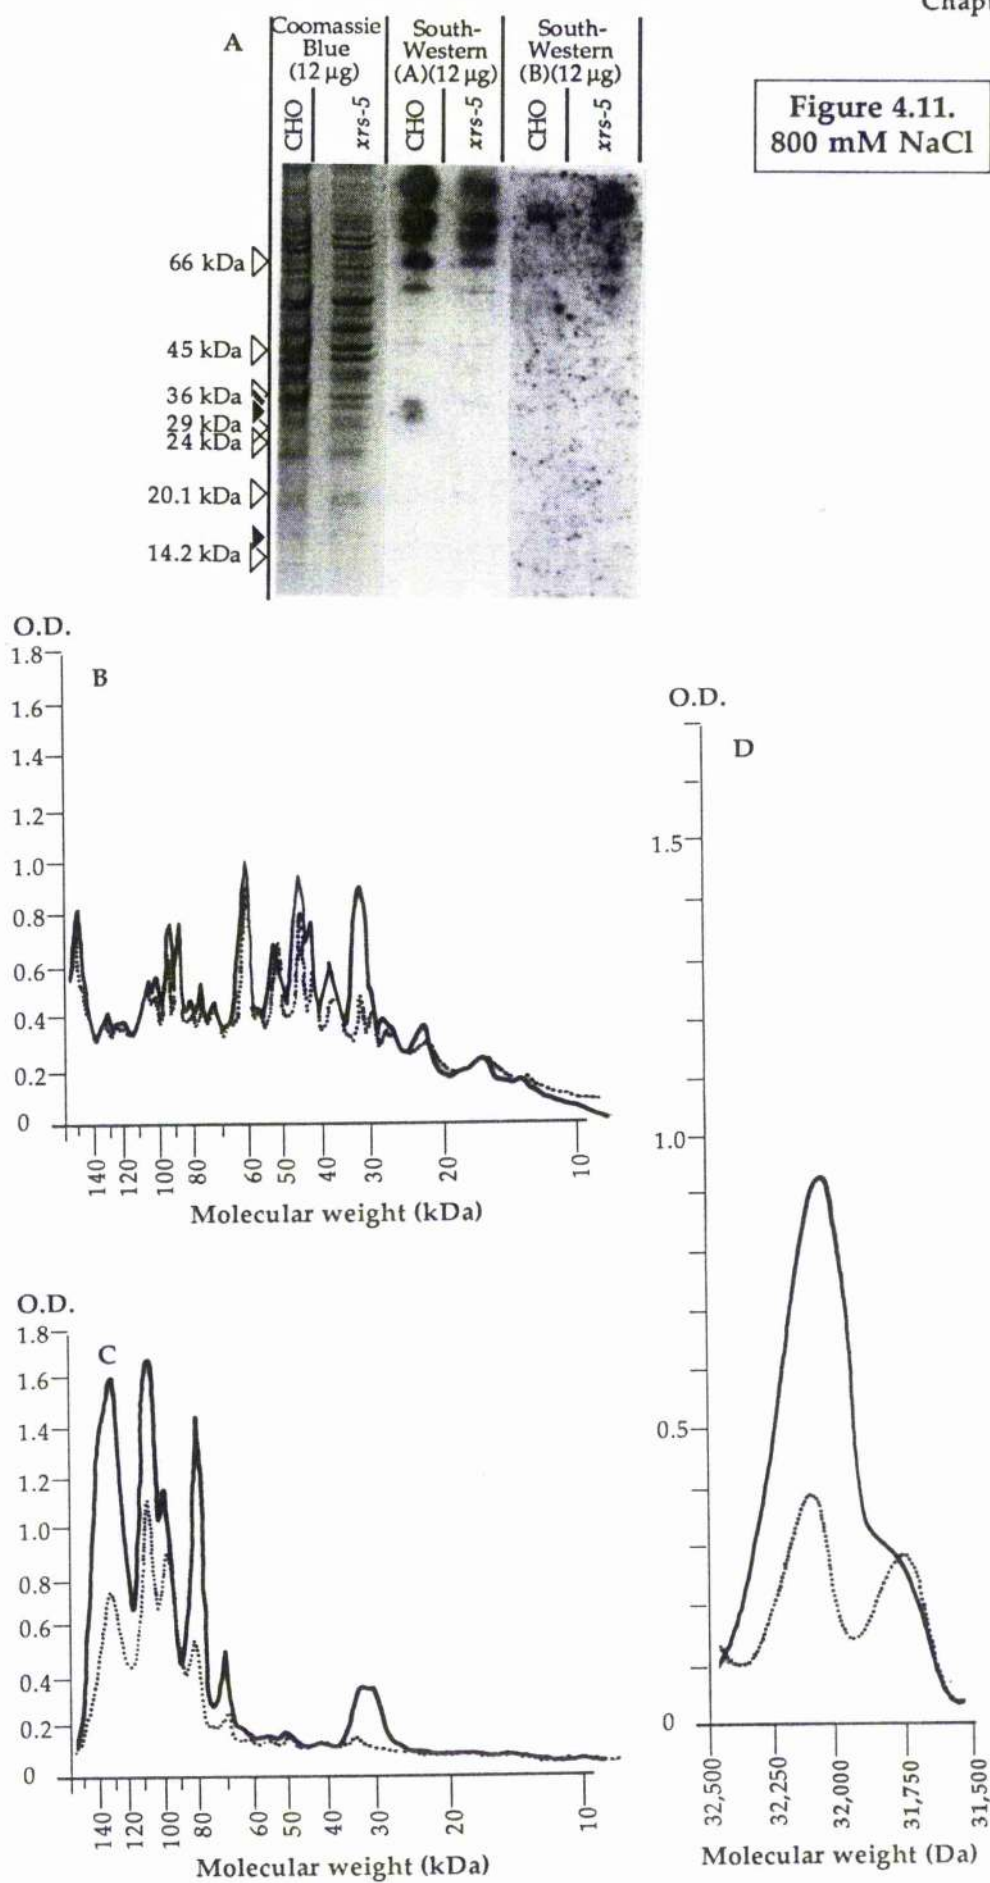 Chapt
A
Coomassie
Blue
(12 µg)
South-
Western
(A)(12 µg)
South-
Western
(B)(12 µg)
CHO
xrs-5
CHO
xrs-5
CHO
xrs-5
Figure 4.11.
800 mM NaCl
66 kDa
45 kDa
36 kDa
29 kDa
24 kDa
20.1 kDa
14.2 kDa
O.D.
B
1.8
1.6
1.4
1.2
1.0
0.8
0.6
0.4
0.2
0
140
120
100
80
60
50
40
30
20
10
Molecular weight (kDa)
O.D.
C
1.8
1.6
1.4
1.2
1.0
0.8
0.6
0.4
0.2
0
140
120
100
80
60
50
40
30
20
10
Molecular weight (kDa)
O.D.
D
1.5
1.0
0.5
0
32,500
32,250
32,000
31,750
31,500
Molecular weight (Da)